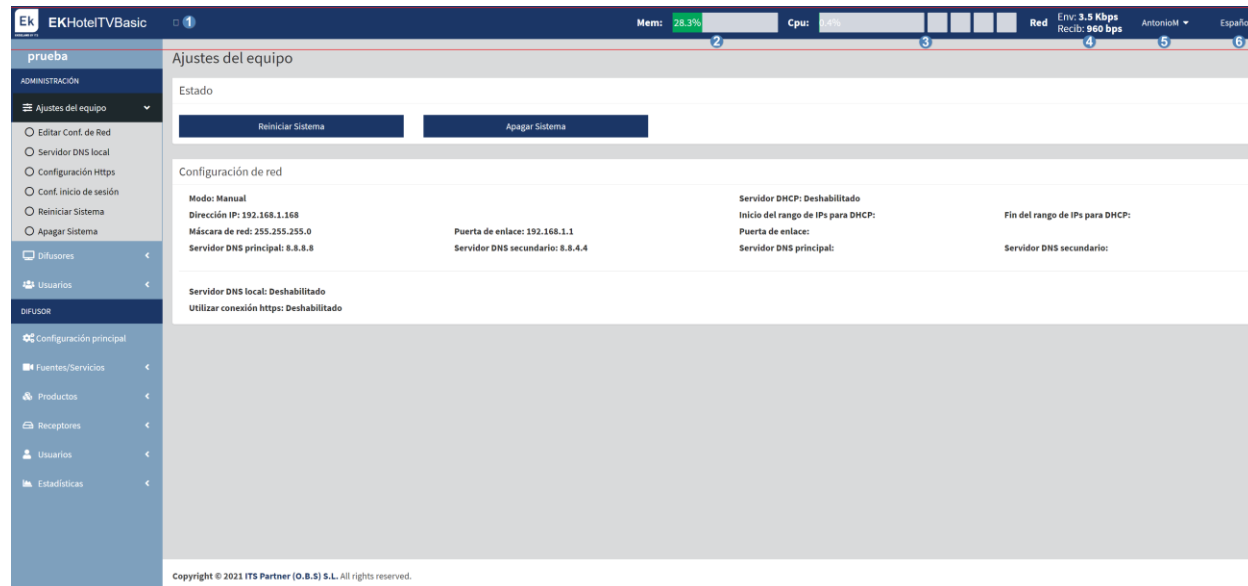 Ek EKHotelTVBasic 1 Mem: 28.3% Cpu: 0.4% Red Env: 3.5 Kbps AntonioM Españo
Recib: 960 bps
2 3 4 5 6
prueba
ADMINISTRACIÓN
Ajustes del equipo
Editar Conf. de Red
Servidor DNS local
Configuración Https
Conf. inicio de sesión
Reiniciar Sistema
Apagar Sistema
Difusores
Usuarios
DIFUSOR
Configuración principal
Fuentes/Servicios
Productos
Receptores
Usuarios
Estadísticas
Ajustes del equipo
Estado
Reiniciar Sistema Apagar Sistema
Configuración de red
Modo: Manual Servidor DHCP: Deshabilitado
Dirección IP: 192.168.1.168 Inicio del rango de IPs para DHCP: Fin del rango de IPs para DHCP:
Máscara de red: 255.255.255.0 Puerta de enlace: 192.168.1.1 Puerta de enlace:
Servidor DNS principal: 8.8.8.8 Servidor DNS secundario: 8.8.4.4 Servidor DNS principal: Servidor DNS secundario:
Servidor DNS local: Deshabilitado
Utilizar conexión https: Deshabilitado
Copyright © 2021 ITS Partner (O.B.S) S.L. All rights reserved.